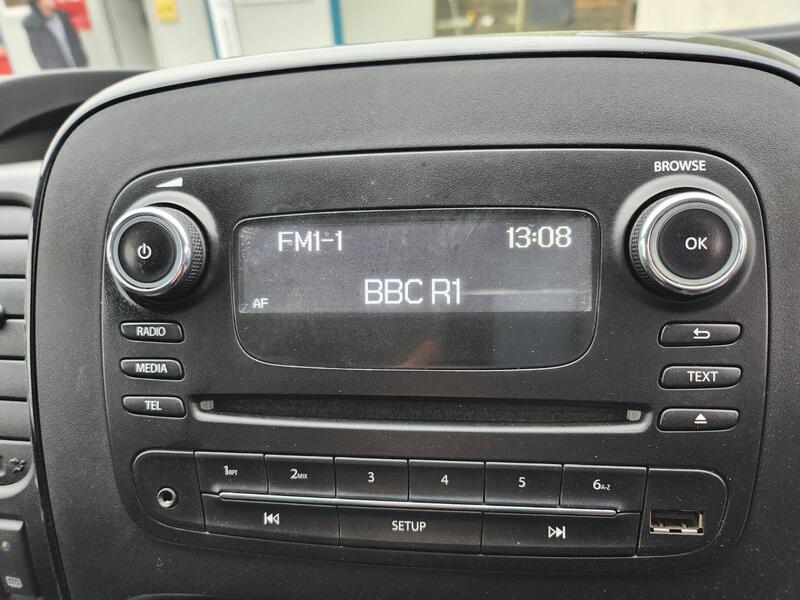 BROWSE
FM1-1 13:08
OK
AF BBC R1
RADIO
MEDIA
TEXT
TEL
1RPT 2MIX 3 4 5 6A-Z
SETUP